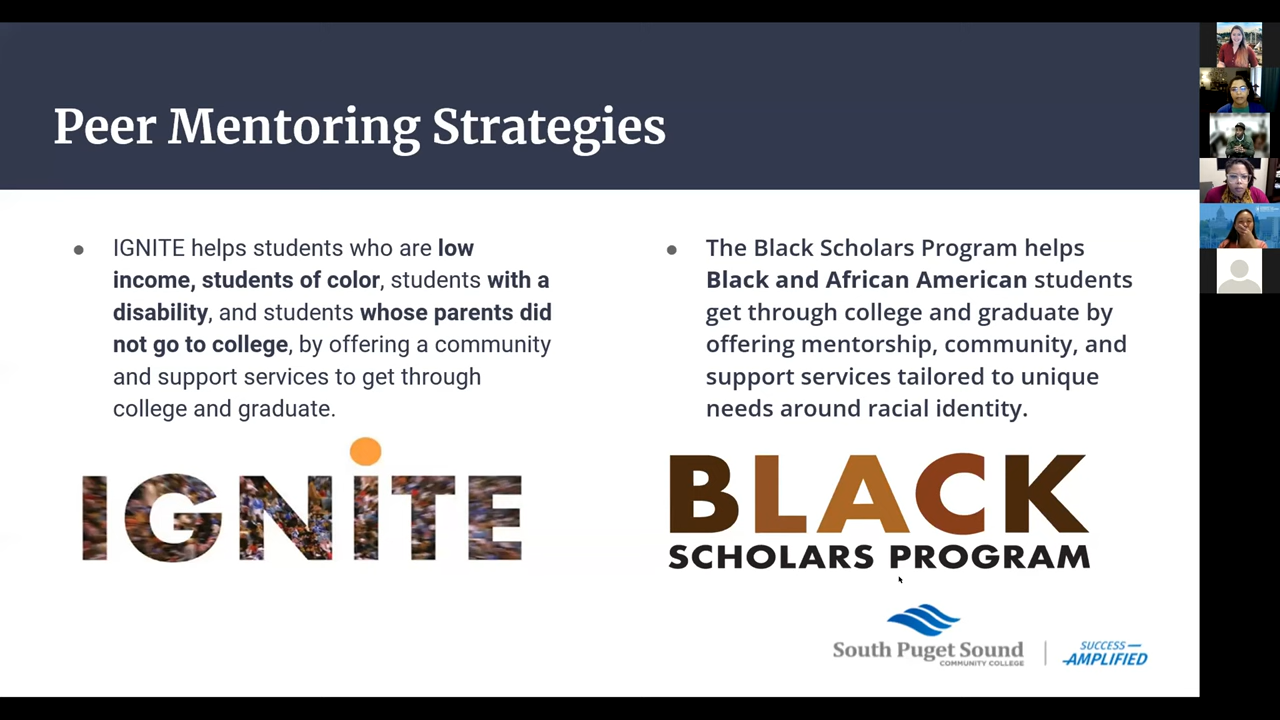 Peer Mentoring Strategies
● IGNITE helps students who are low
income, students of color, students with a
disability, and students whose parents did
not go to college, by offering a community
and support services to get through
college and graduate.
IGNiTE
● The Black Scholars Program helps
Black and African American students
get through college and graduate by
offering mentorship, community, and
support services tailored to unique
needs around racial identity.
BLACK
SCHOLARS PROGRAM
South Puget Sound
COMMUNITY COLLEGE
SUCCESS
AMPLIFIED